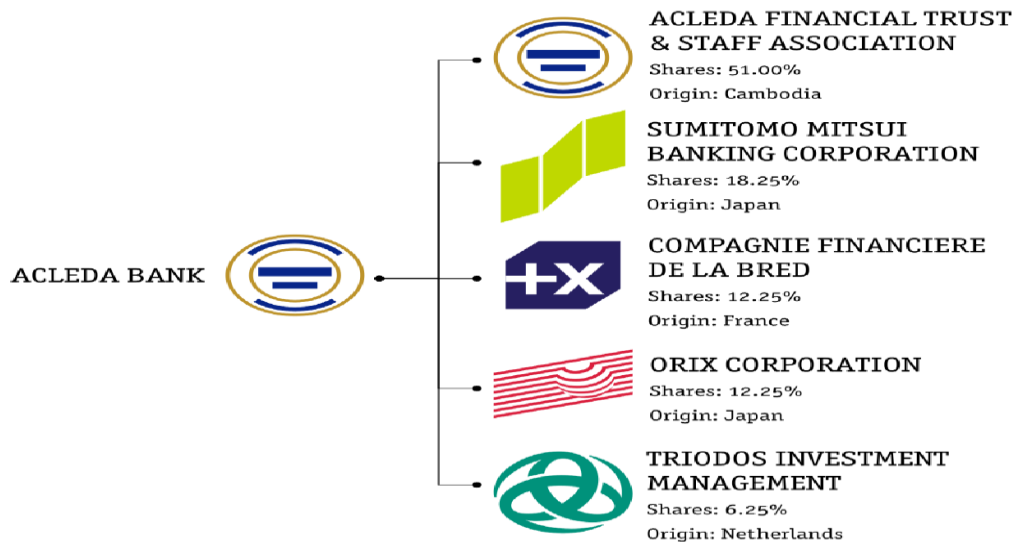 ACLEDA BANK
ACLEDA FINANCIAL TRUST
& STAFF ASSOCIATION
Shares: 51.00%
Origin: Cambodia
SUMITOMO MITSUI
BANKING CORPORATION
Shares: 18.25%
Origin: Japan
+X
COMPAGNIE FINANCIERE
DE LA BRED
Shares: 12.25%
Origin: France
ORIX CORPORATION
Shares: 12.25%
Origin: Japan
TRIODOS INVESTMENT
MANAGEMENT
Shares: 6.25%
Origin: Netherlands